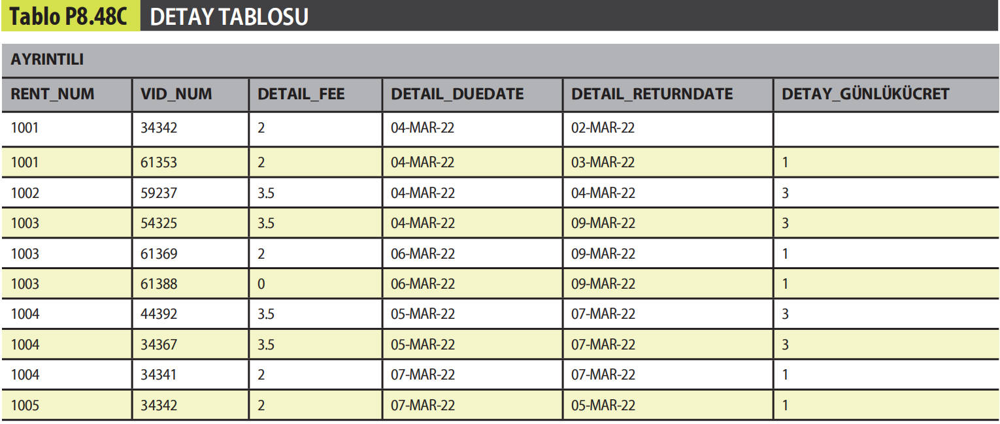 Tablo P8.48C DETAY TABLOSU
AYRINTILI
RENT_NUM VID_NUM DETAIL_FEE DETAIL_DUEDATE DETAIL_RETURNDATE DETAY_GÜNLÜKÜCRET
1001 34342 2 04-MAR-22 02-MAR-22
1001 61353 2 04-MAR-22 03-MAR-22 1
1002 59237 3.5 04-MAR-22 04-MAR-22 3
1003 54325 3.5 04-MAR-22 09-MAR-22 3
1003 61369 2 06-MAR-22 09-MAR-22 1
1003 61388 0 06-MAR-22 09-MAR-22 1
1004 44392 3.5 05-MAR-22 07-MAR-22 3
1004 34367 3.5 05-MAR-22 07-MAR-22 3
1004 34341 2 07-MAR-22 07-MAR-22 1
1005 34342 2 07-MAR-22 05-MAR-22 1